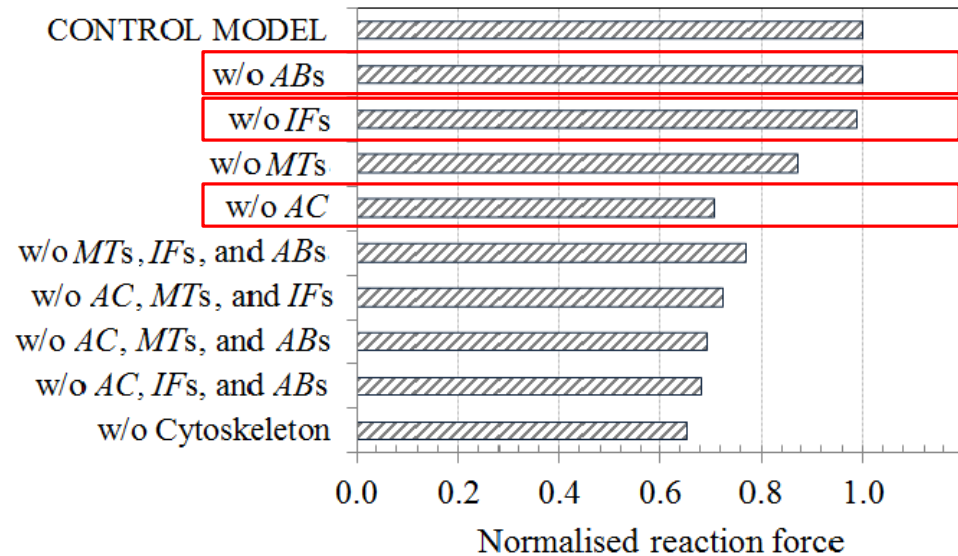 CONTROL MODEL
w/o ABs
w/o IFs
w/o MTs
w/o AC
w/o MTs, IFs, and ABs
w/o AC, MTs, and IFs
w/o AC, MTs, and ABs
w/o AC, IFs, and ABs
w/o Cytoskeleton
0.0 0.2 0.4 0.6 0.8 1.0
Normalised reaction force